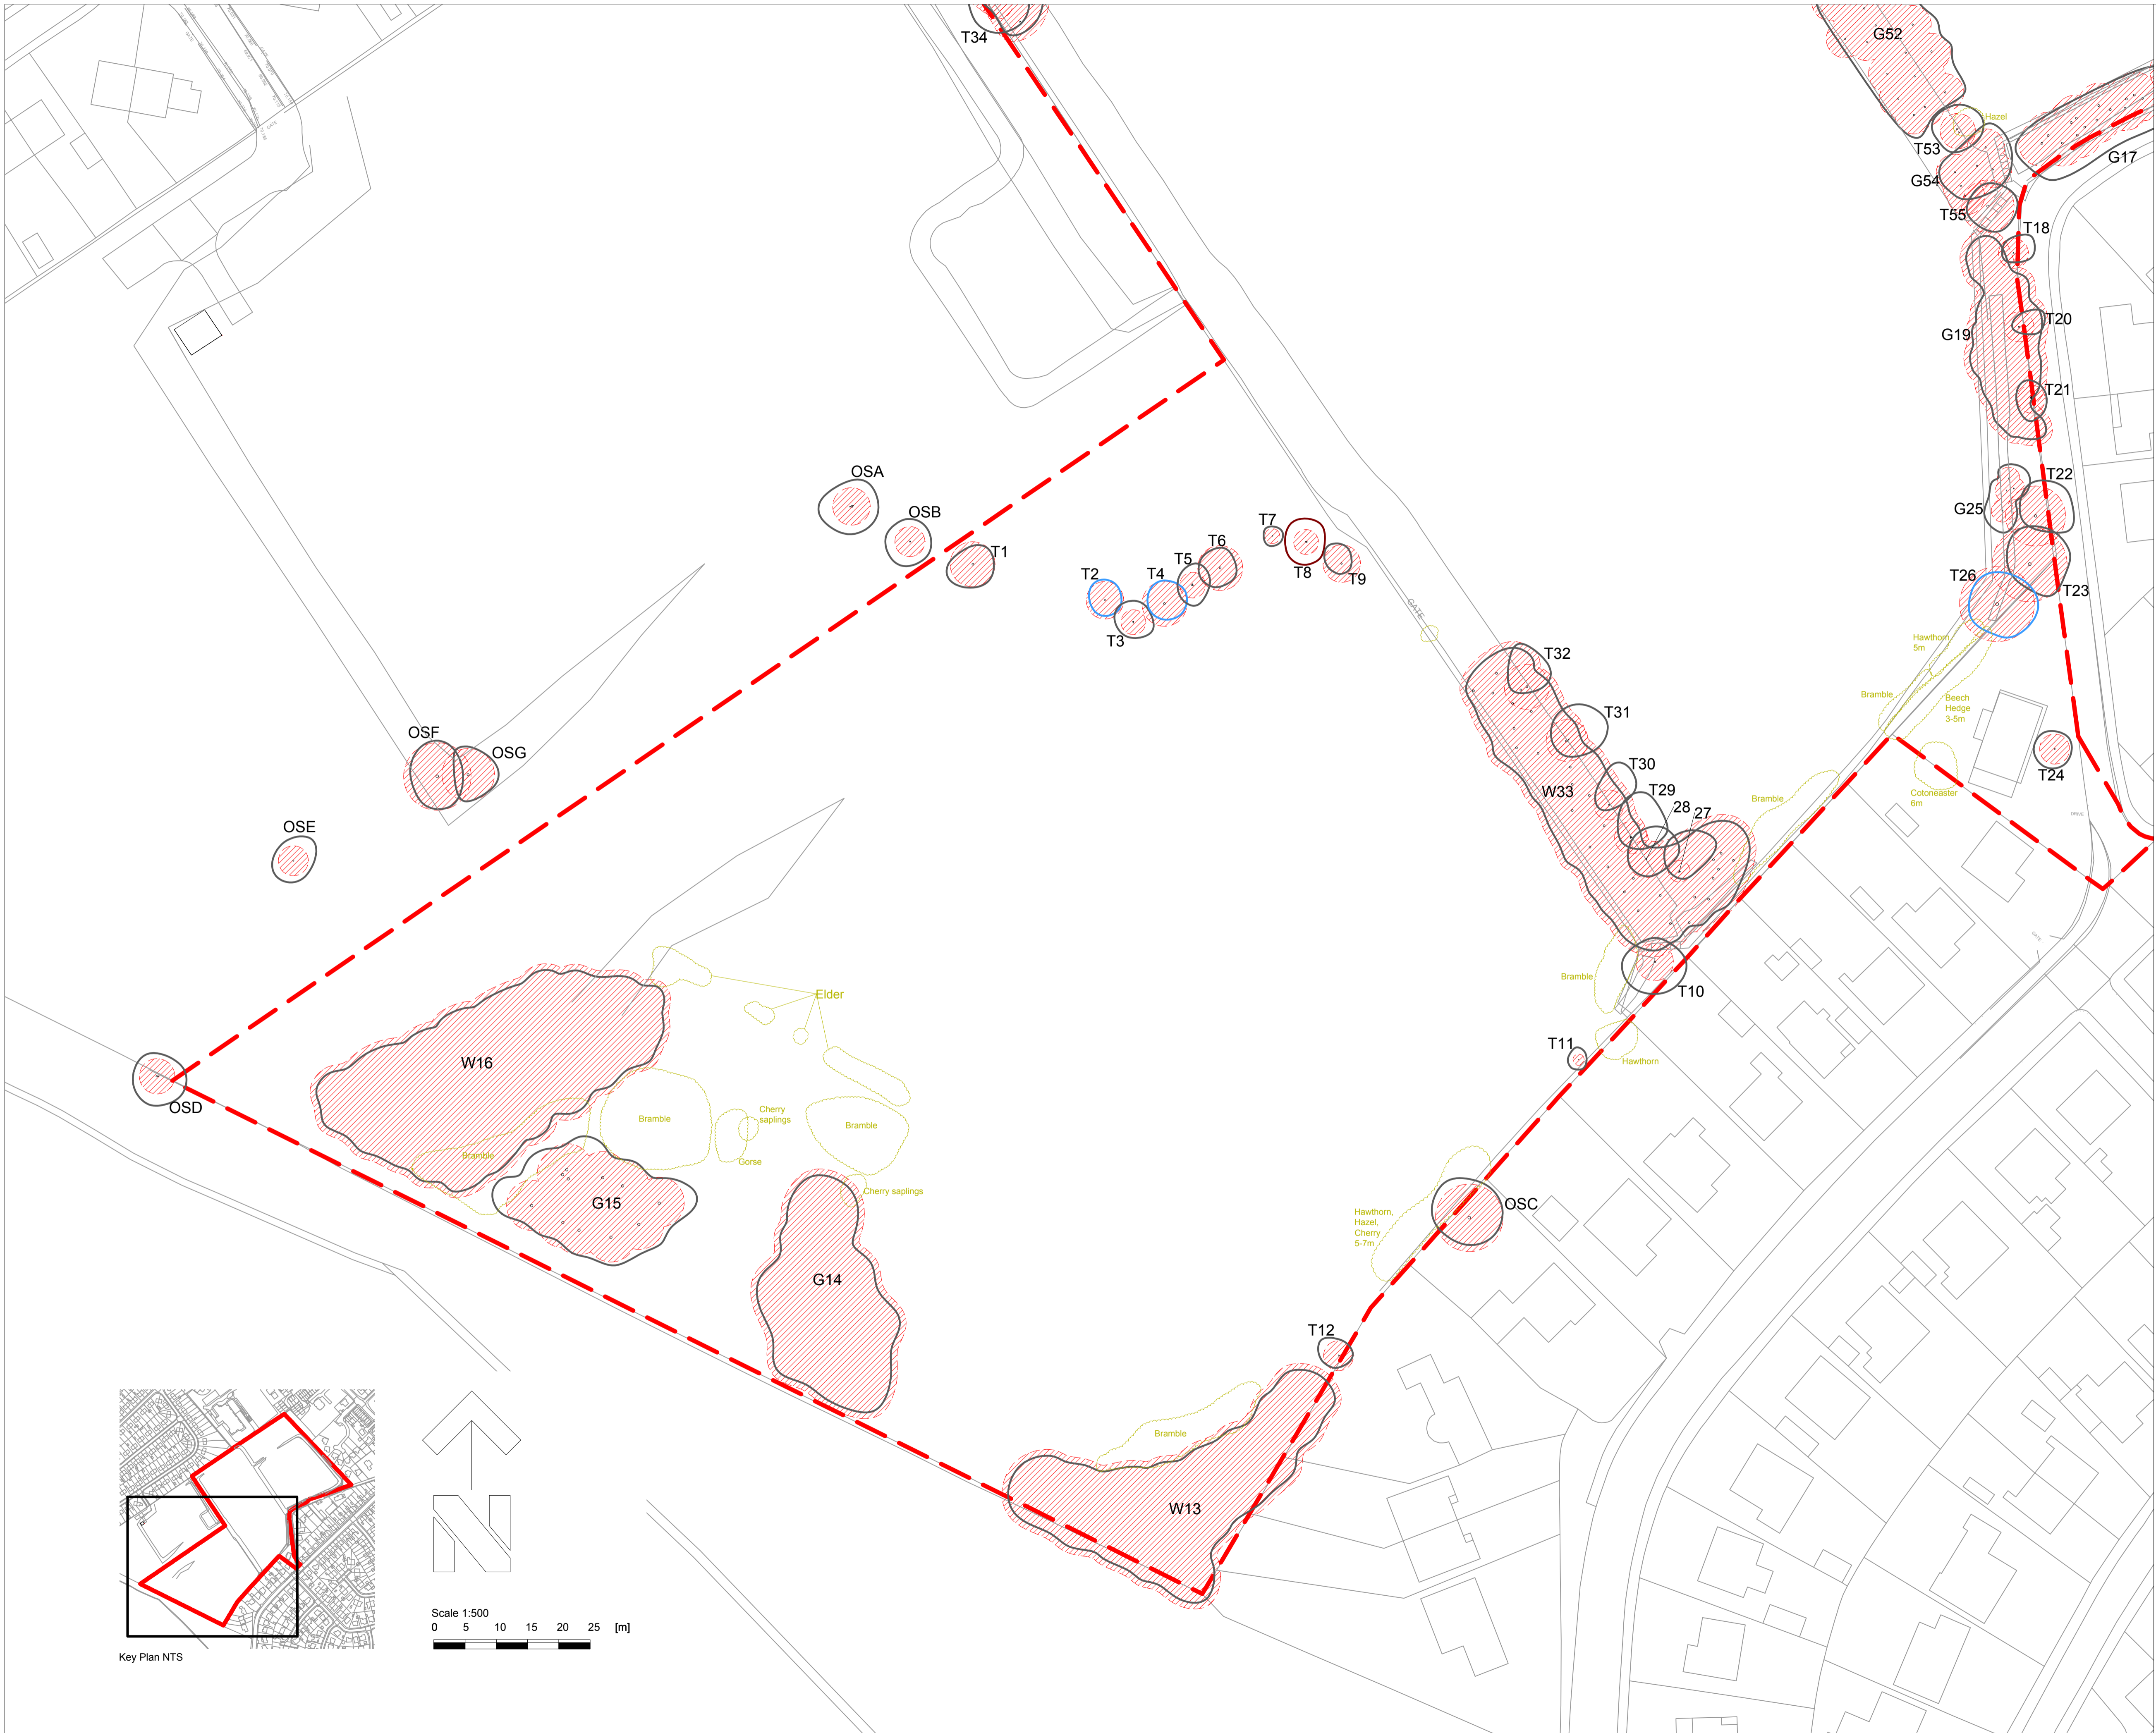 T34
G52
Hazel
T53
G17
G54
T55
T18
T20
G19
T21
OSA
T22
OSB
G25
T7
T1
T6
T5
T8
T9
T2
T4
T26
T23
T3
GATE
Hawthorn
5m
T32
Bramble
Beech
Hedge
3-5m
T31
OSF
OSG
T30
T24
W33
T29
Cotoneaster
6m
28
27
Bramble
DRIVE
OSE
GATE
Bramble
T10
Elder
T11
Hawthorn
W16
OSD
Cherry
saplings
Bramble
Bramble
Bramble
Gorse
Cherry saplings
G15
OSC
Hawthorn,
Hazel,
Cherry
5-7m
G14
T12
Bramble
W13
N
Scale 1:500
0 5 10 15 20 25 [m]
Key Plan NTS